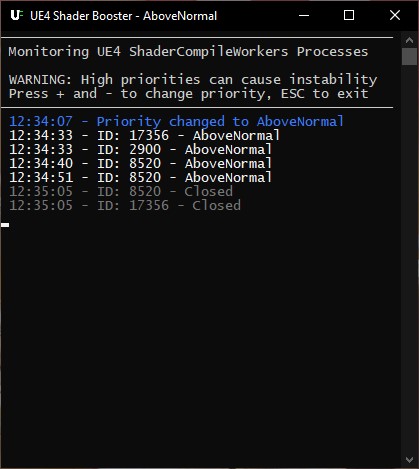 UE4 Shader Booster - AboveNormal
Monitoring UE4 ShaderCompileWorkers Processes
WARNING: High priorities can cause instability
Press + and - to change priority, ESC to exit
12:34:07 - Priority changed to AboveNormal
12:34:33 - ID: 17356 - AboveNormal
12:34:33 - ID: 2900 - AboveNormal
12:34:40 - ID: 8520 - AboveNormal
12:34:51 - ID: 8520 - AboveNormal
12:35:05 - ID: 8520 - Closed
12:35:05 - ID: 17356 - Closed